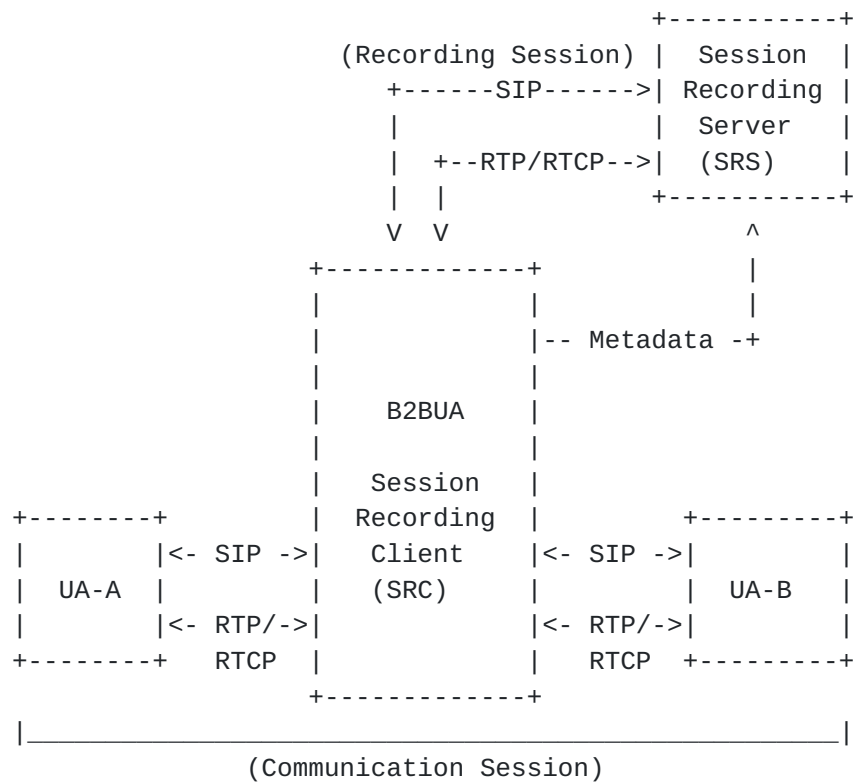 (Recording Session) Session
SIP Recording
Server
RTP/RTCP (SRS)
V V
Metadata
B2BUA
Session
Recording
<- SIP -> Client <- SIP ->
UA-A (SRC) UA-B
<- RTP/-> <- RTP/->
RTCP RTCP
(Communication Session)